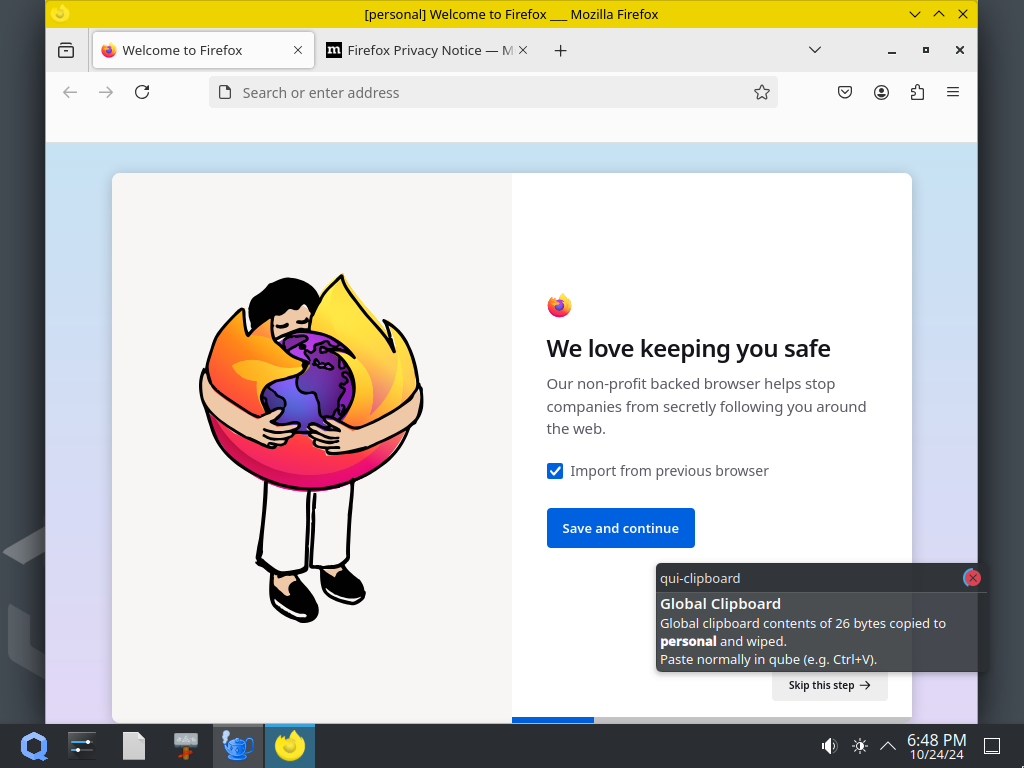 [personal] Welcome to Firefox ___ Mozilla Firefox
Welcome to Firefox
Firefox Privacy Notice — M
Search or enter address
We love keeping you safe
Our non-profit backed browser helps stop
companies from secretly following you around
the web.
Import from previous browser
Save and continue
qui-clipboard
Global Clipboard
Global clipboard contents of 26 bytes copied to
personal and wiped.
Paste normally in qube (e.g. Ctrl+V).
Skip this step
6:48 PM
10/24/24